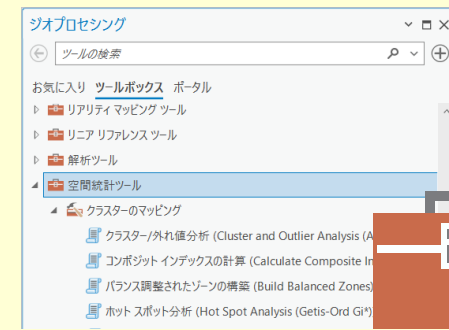 ジオプロセシング
ツールの検索
お気に入り ツールボックス ポータル
リアリティ マッピング ツール
リニア リファレンス ツール
解析ツール
空間統計ツール
クラスターのマッピング
クラスター/外れ値分析 (Cluster and Outlier Analysis (A
コンポジット インデックスの計算 (Calculate Composite In
バランス調整されたゾーンの構築 (Build Balanced Zones)
ホット スポット分析 (Hot Spot Analysis (Getis-Ord Gi*)